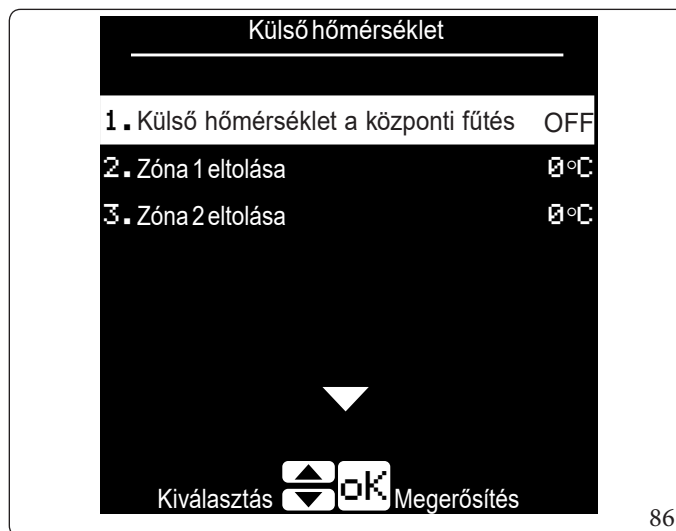 Külső hőmérséklet
1. Külső hőmérséklet a központi fűtés OFF
2. Zóna 1 eltolása 0°C
3. Zóna 2 eltolása 0°C
Kiválasztás oK Megerősítés
86